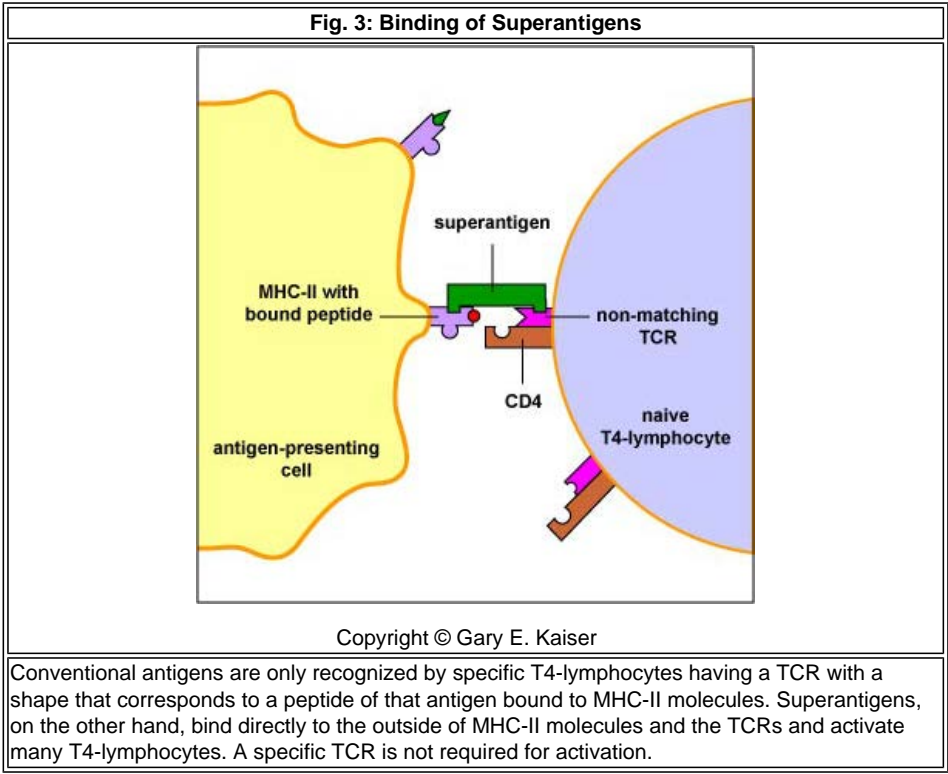 Fig. 3: Binding of Superantigens
superantigen
MHC-II with
bound peptide
non-matching
TCR
CD4
naive
T4-lymphocyte
antigen-presenting
cell
Copyright © Gary E. Kaiser
Conventional antigens are only recognized by specific T4-lymphocytes having a TCR with a
shape that corresponds to a peptide of that antigen bound to MHC-II molecules. Superantigens,
on the other hand, bind directly to the outside of MHC-II molecules and the TCRs and activate
many T4-lymphocytes. A specific TCR is not required for activation.